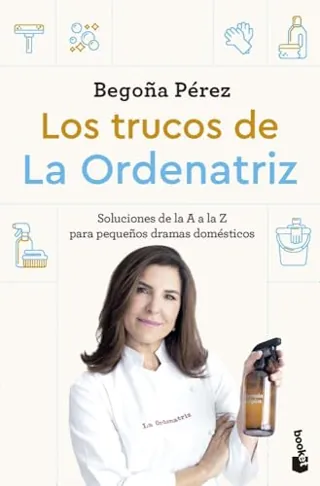 Begoña Pérez
Los trucos de
La Ordenatriz
Soluciones de la A a la Z
para pequeños dramas domésticos
La Ordenatriz
booket